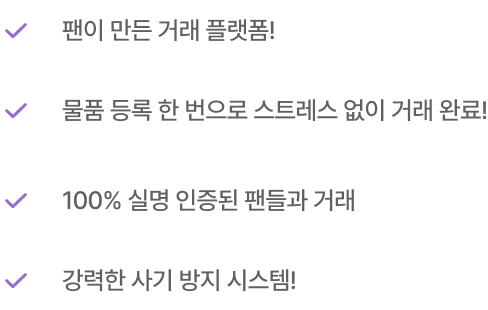 팬이 만든 거래 플랫폼!
물품 등록 한 번으로 스트레스 없이 거래 완료!
100% 실명 인증된 팬들과 거래
강력한 사기 방지 시스템!